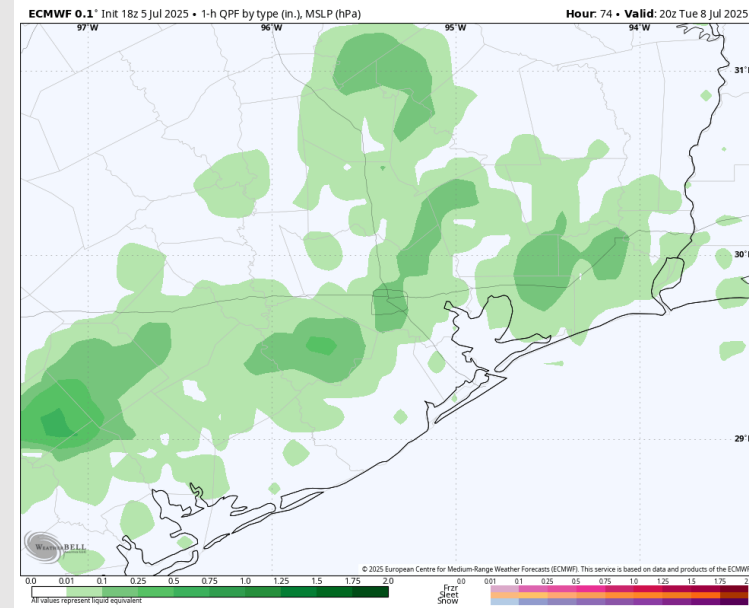 ECMWF 0.1° Init 18z 5 Jul 2025 • 1-h QPF by type (in.), MSLP (hPa)
Hour: 74 • Valid: 20z Tue 8 Jul 2025
97°W 96°W 95°W 94°W
31°
30°
29°
WEATHERBELL
© 2025 European Centre for Medium-Range Weather Forecasts (ECMWF). This service is based on data and products of the ECMWF
0.0 0.01 0.1 0.25 0.5 0.75 1.0 1.25 1.5 1.75 2.0
All values represent liquid equivalent
0.0 0.01 0.1 0.25 0.50 0.75 1.0 1.25 1.5 1.75 2.
Frzr
Sleet
Snow